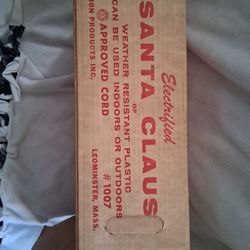 Electrified
SANTA CLAUS
OF
WEATHER RESISTANT PLASTIC
CAN BE USED INDOORS OR OUTDOORS
APPROVED CORD # 1007
ON PRODUCTS INC. LEOMINSTER, MASS.